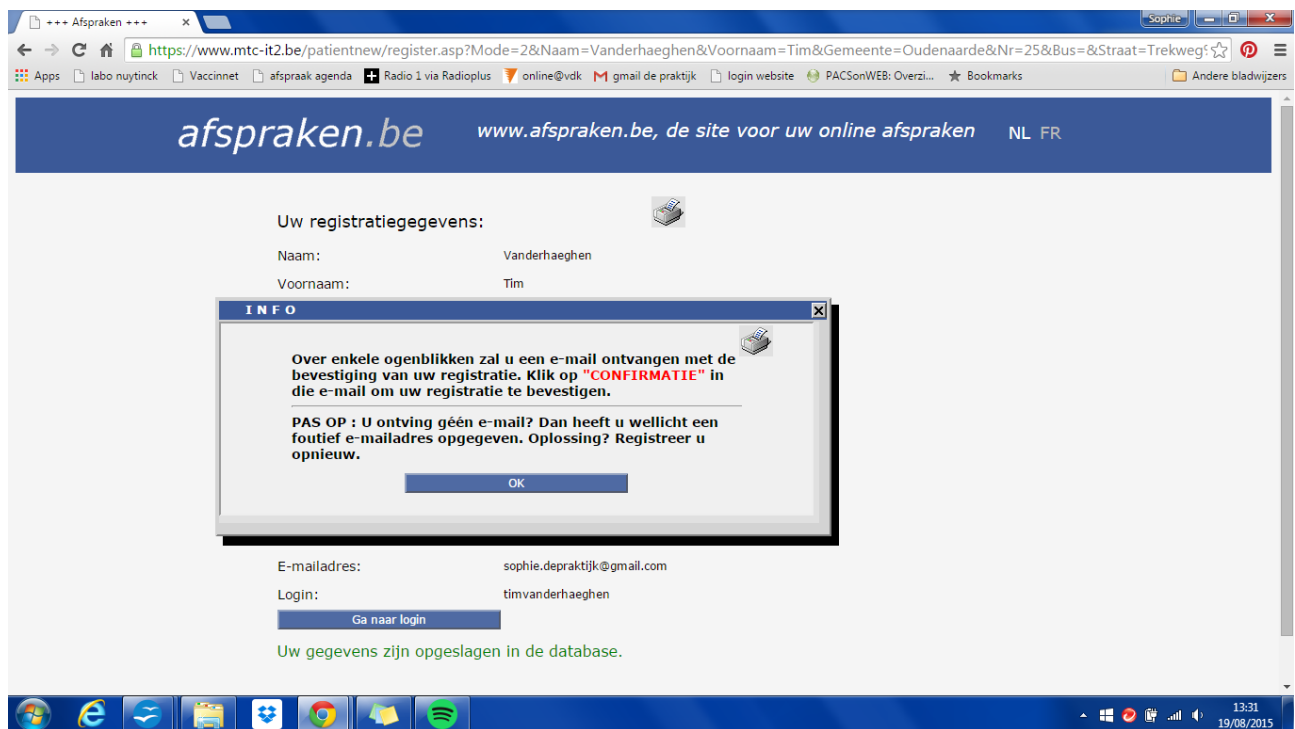 +++ Afspraken +++
Sophie
https://www.mtc-it2.be/patientnew/register.asp?Mode=2&Naam=Vanderhaeghen&Voornaam=Tim&Gemeente=Oudenaarde&Nr=25&Bus=&Straat=Trekweg
Apps labo nuytinck Vaccinnet afspraak agenda Radio 1 via Radioplus online@vdk gmail de praktijk login website PACSonWEB: Overzi... Bookmarks Andere bladwijzers
afspraken.be www.afspraken.be, de site voor uw online afspraken NL FR
Uw registratiegegevens:
Naam: Vanderhaeghen
Voornaam: Tim
INFO
Over enkele ogenblikken zal u een e-mail ontvangen met de
bevestiging van uw registratie. Klik op "CONFIRMATIE" in
die e-mail om uw registratie te bevestigen.
PAS OP : U ontving géén e-mail? Dan heeft u wellicht een
foutief e-mailadres opgegeven. Oplossing? Registreer u
opnieuw.
OK
E-mailadres: sophie.depraktijk@gmail.com
Login: timvanderhaeghen
Ga naar login
Uw gegevens zijn opgeslagen in de database.
13:31
19/08/2015